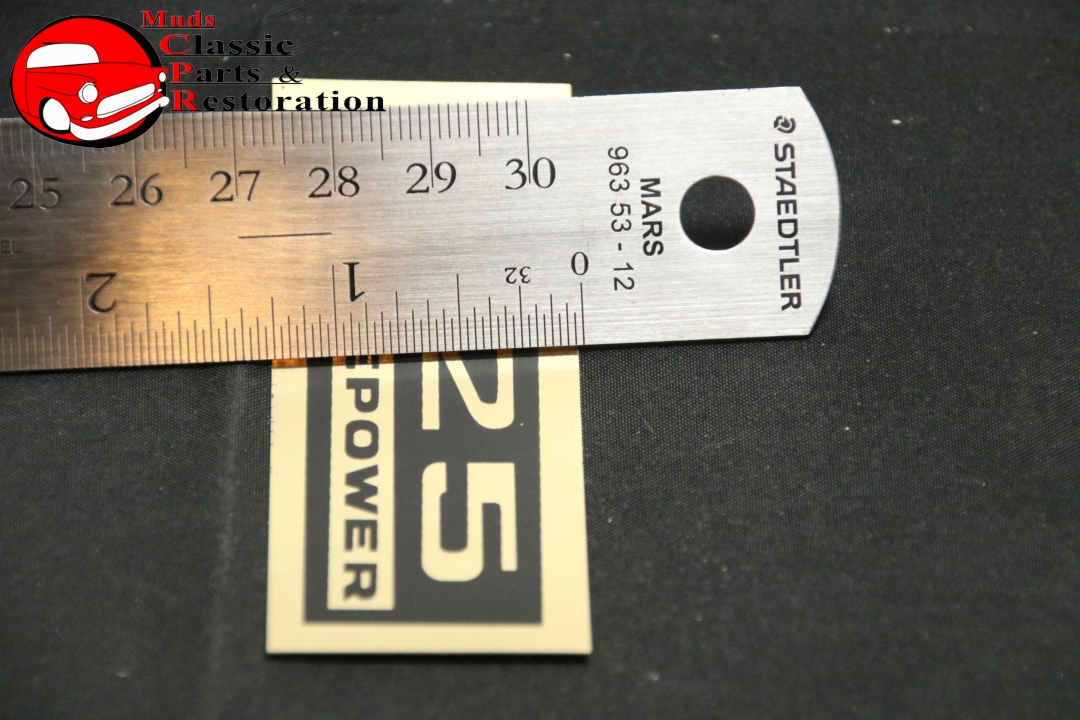 Muds
Classic
Parts &
Restoration
25 26 27 28 29 30
963 53 - 12
MARS
STAEDTLER
2 1 32 0
25
EPOWER